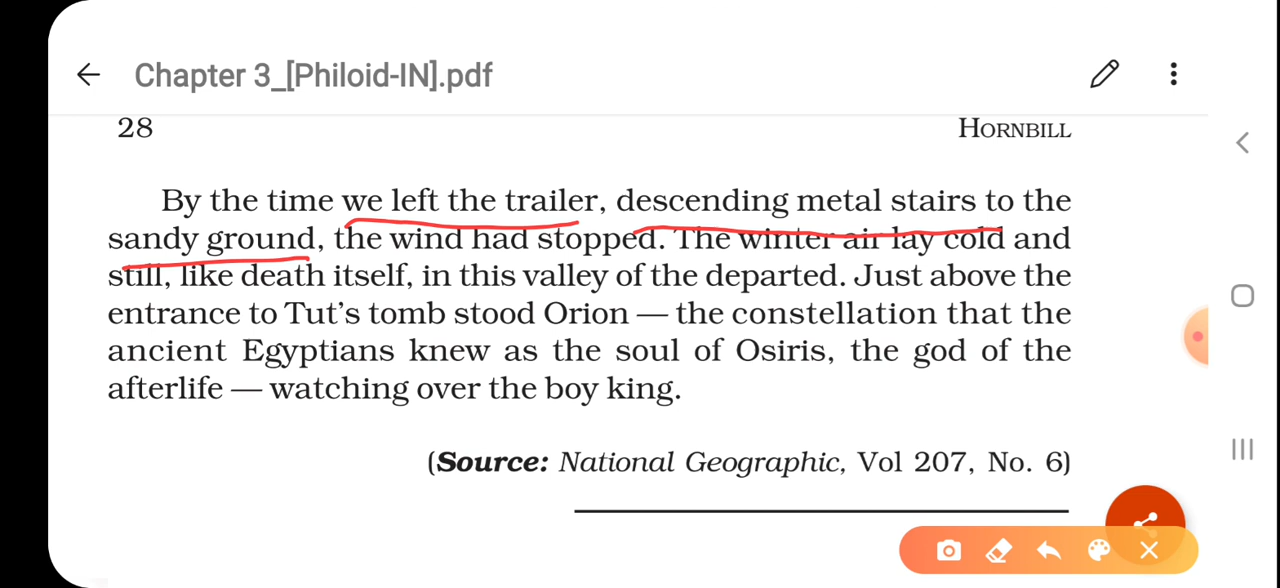 Chapter 3_[Philoid-IN].pdf
28 HORNBILL
By the time we left the trailer, descending metal stairs to the
sandy ground, the wind had stopped. The winter air lay cold and
still, like death itself, in this valley of the departed. Just above the
entrance to Tut's tomb stood Orion — the constellation that the
ancient Egyptians knew as the soul of Osiris, the god of the
afterlife — watching over the boy king.
(Source: National Geographic, Vol 207, No. 6)